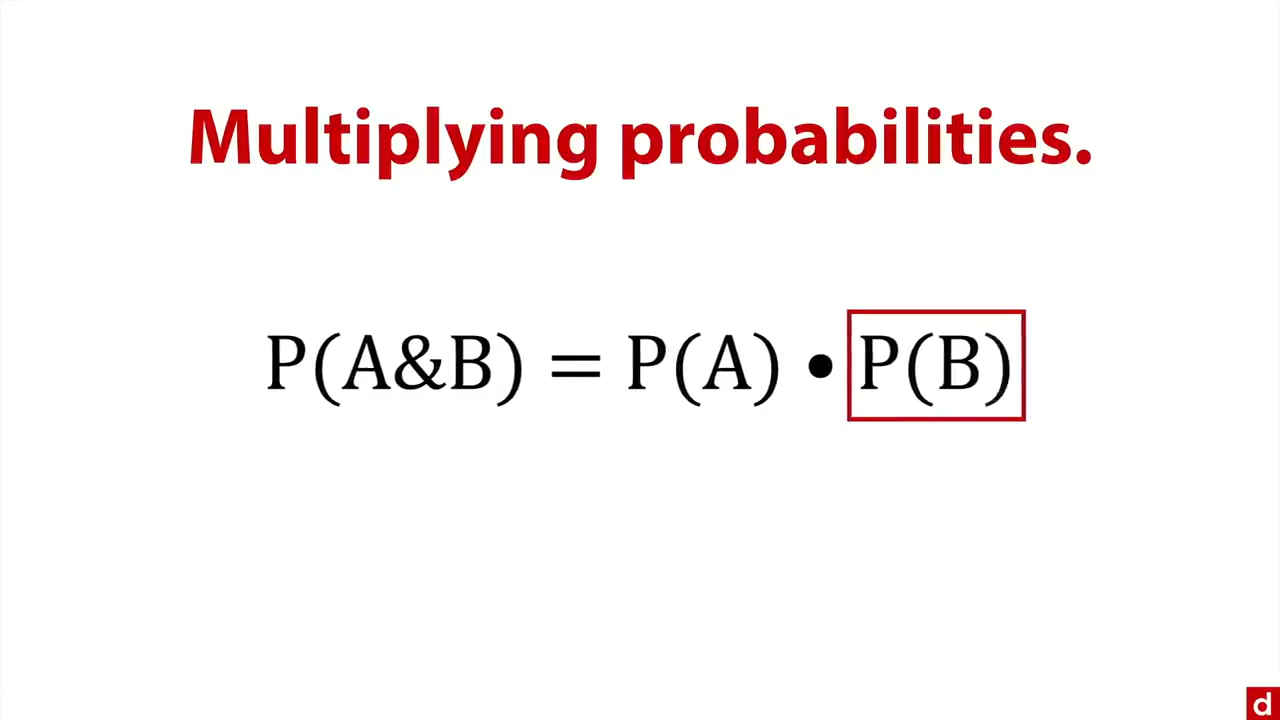 Multiplying probabilities.
P(A&B) = P(A) • P(B)
d